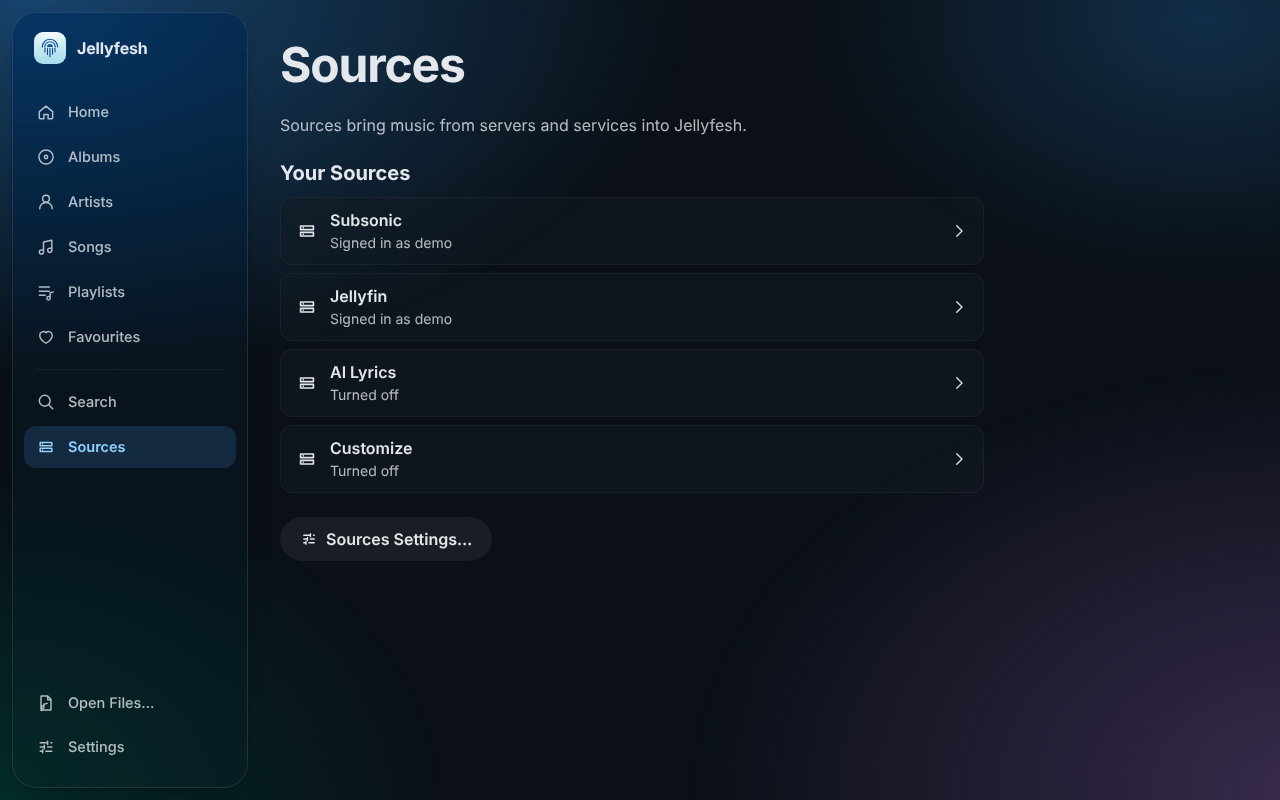 Jellyfesh
Home
Albums
Artists
Songs
Playlists
Favourites
Search
Sources
Open Files...
Settings
Sources
Sources bring music from servers and services into Jellyfesh.
Your Sources
Subsonic
Signed in as demo
Jellyfin
Signed in as demo
AI Lyrics
Turned off
Customize
Turned off
Sources Settings...